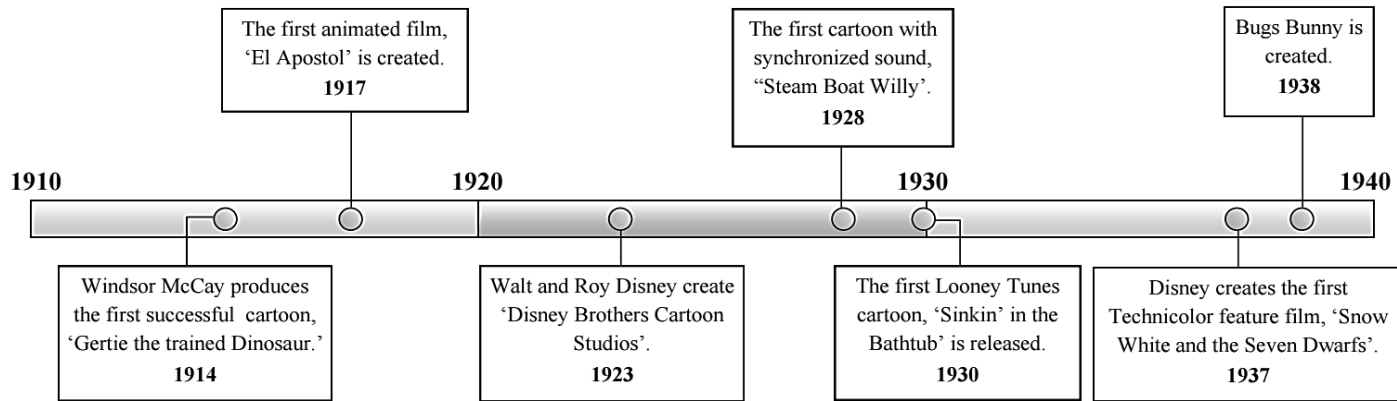 The first animated film,
‘El Apostol’ is created.
1917
The first cartoon with
synchronized sound,
“Steam Boat Willy’.
1928
Bugs Bunny is
created.
1938
1910
1920
1930
1940
Windsor McCay produces
the first successful cartoon,
‘Gertie the trained Dinosaur.’
1914
Walt and Roy Disney create
‘Disney Brothers Cartoon
Studios’.
1923
The first Looney Tunes
cartoon, ‘Sinkin’ in the
Bathtub’ is released.
1930
Disney creates the first
Technicolor feature film, ‘Snow
White and the Seven Dwarfs’.
1937